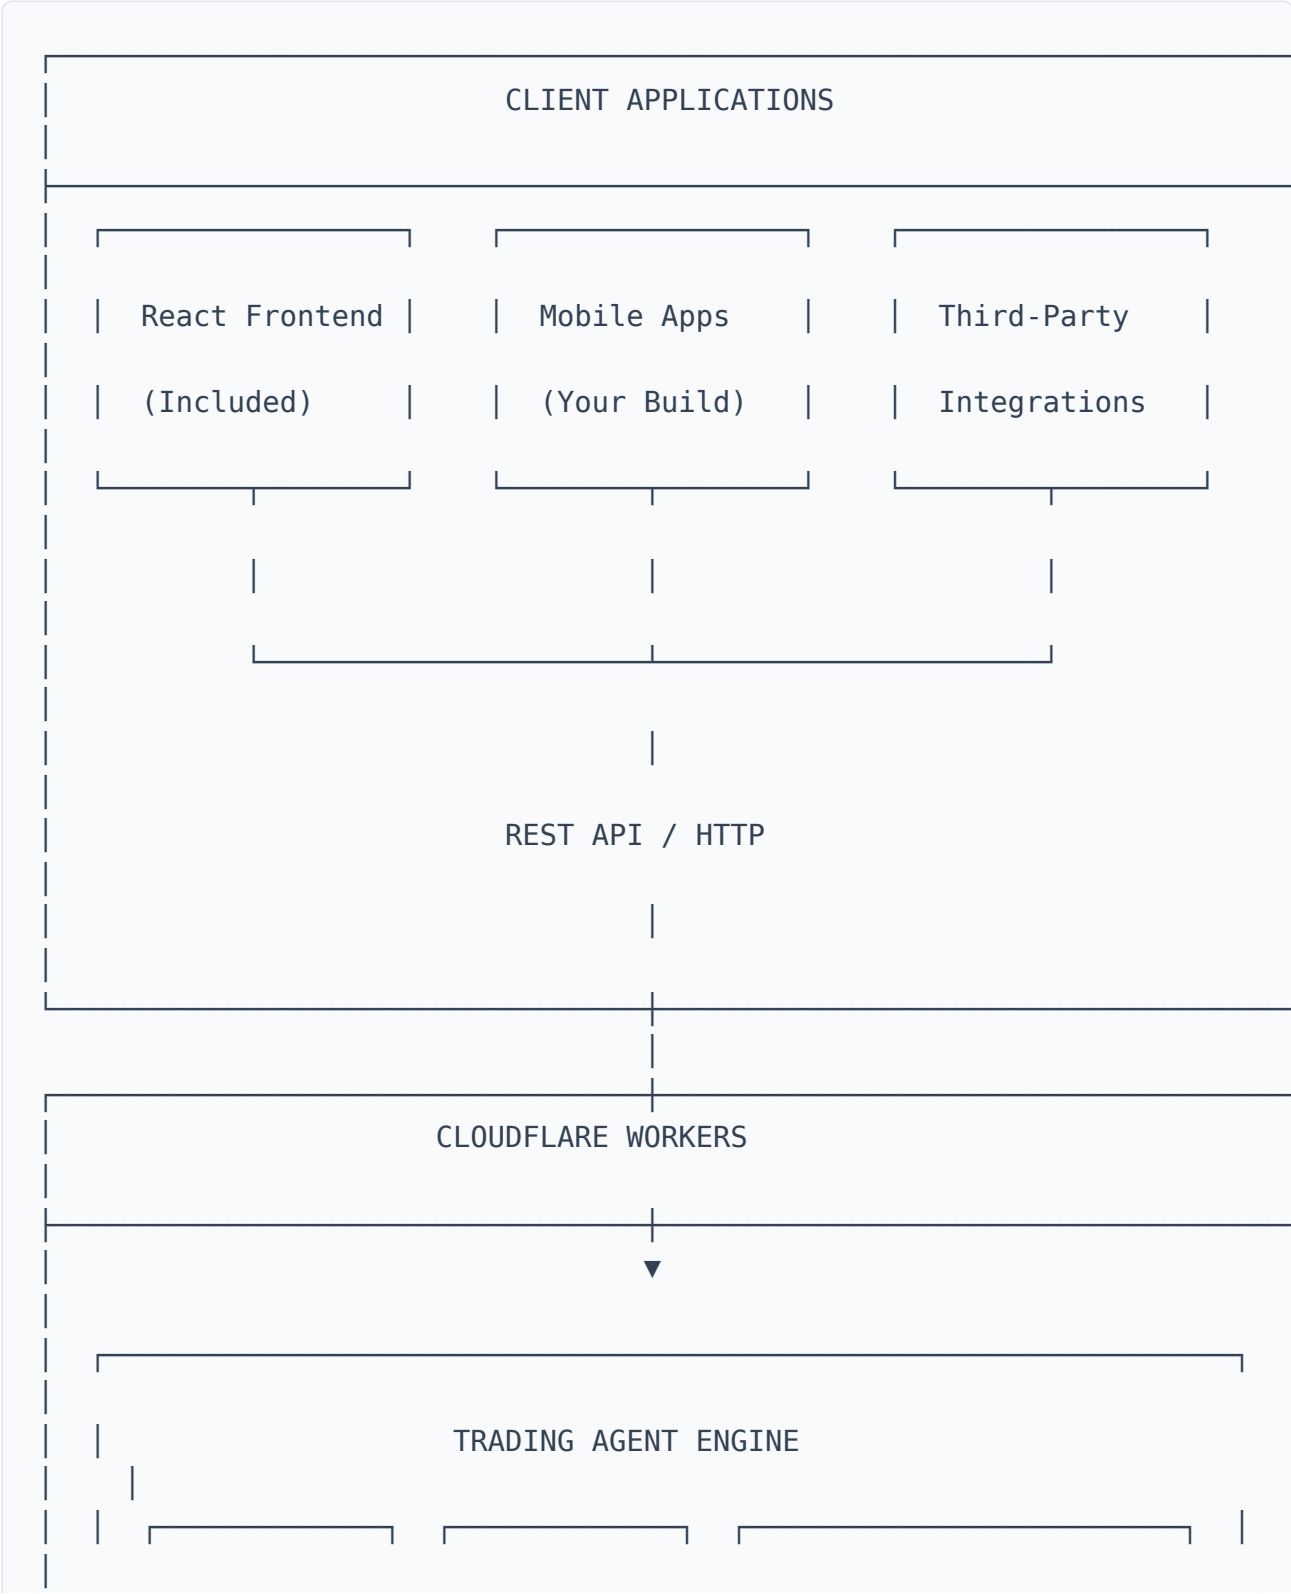 CLIENT APPLICATIONS
React Frontend Mobile Apps Third-Party
(Included) (Your Build) Integrations
REST API / HTTP
CLOUDFLARE WORKERS
▼
TRADING AGENT ENGINE